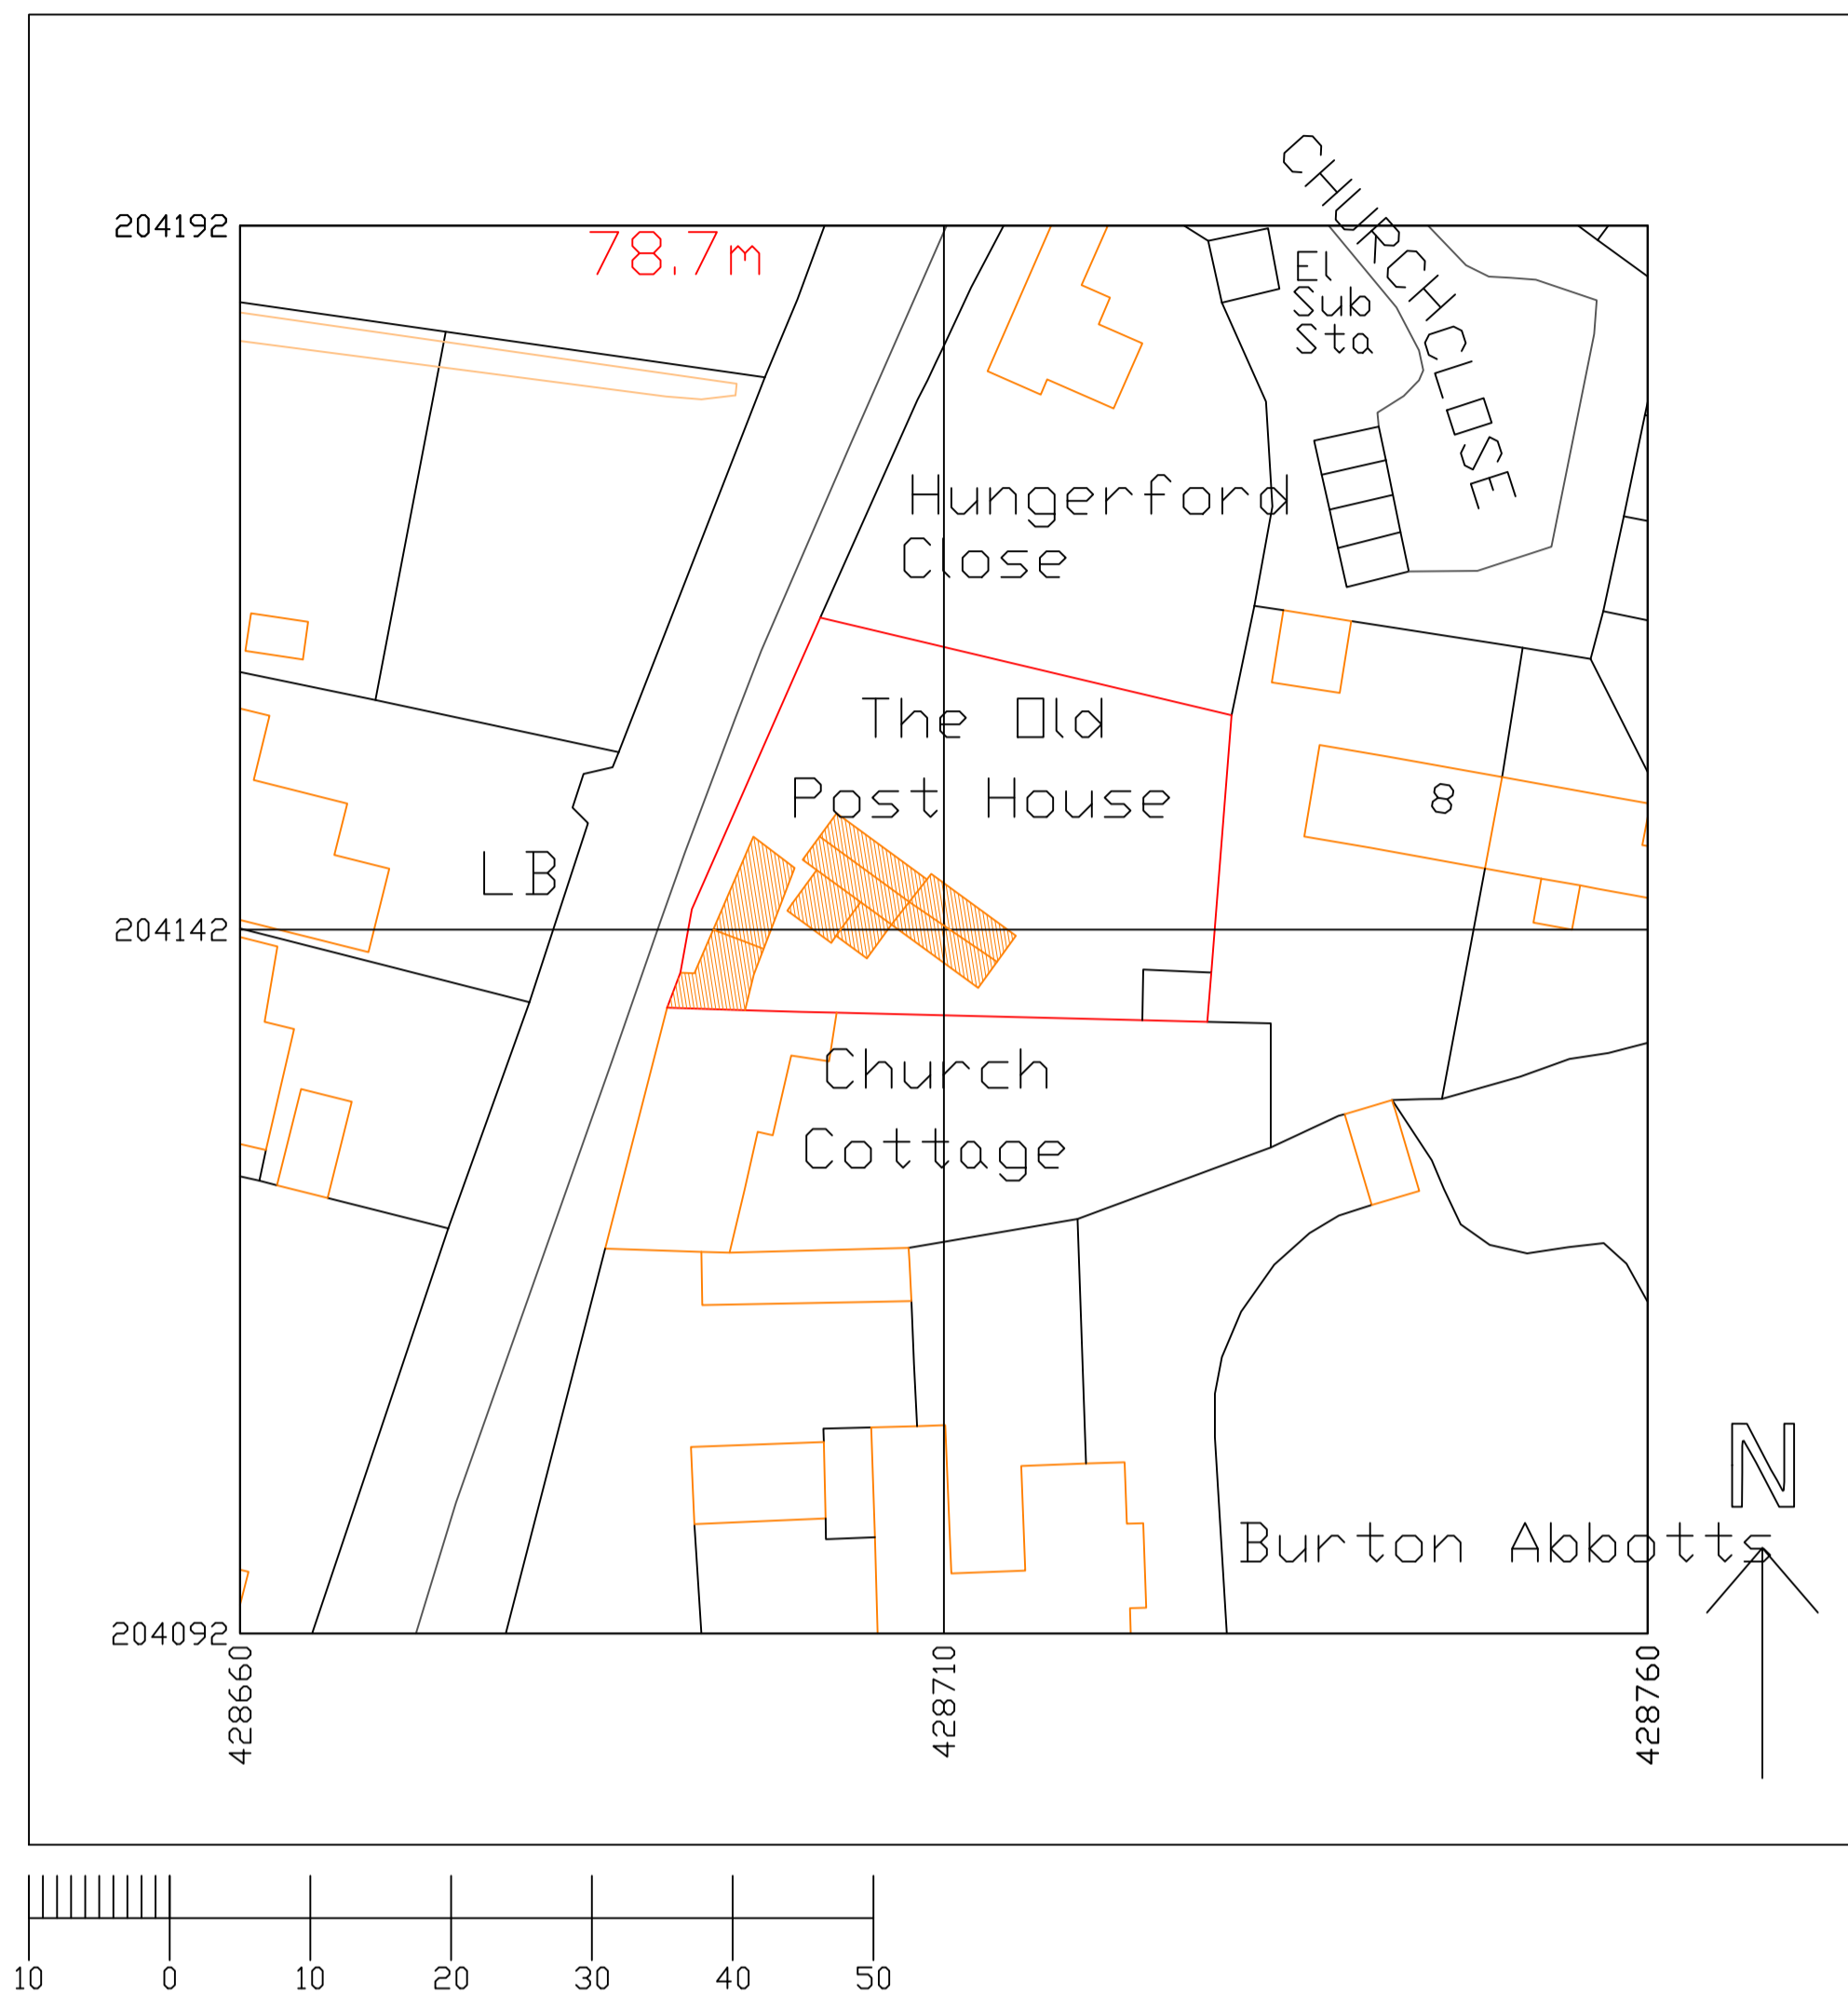 204192
78.7m
CHURCH CLOSE
El
Sub
Sta
Hungerford
Close
The Old
Post House
8
LB
204142
Church
Cottage
N
Burton Abbotts
204092
428660
428710
428760
10 0 10 20 30 40 50